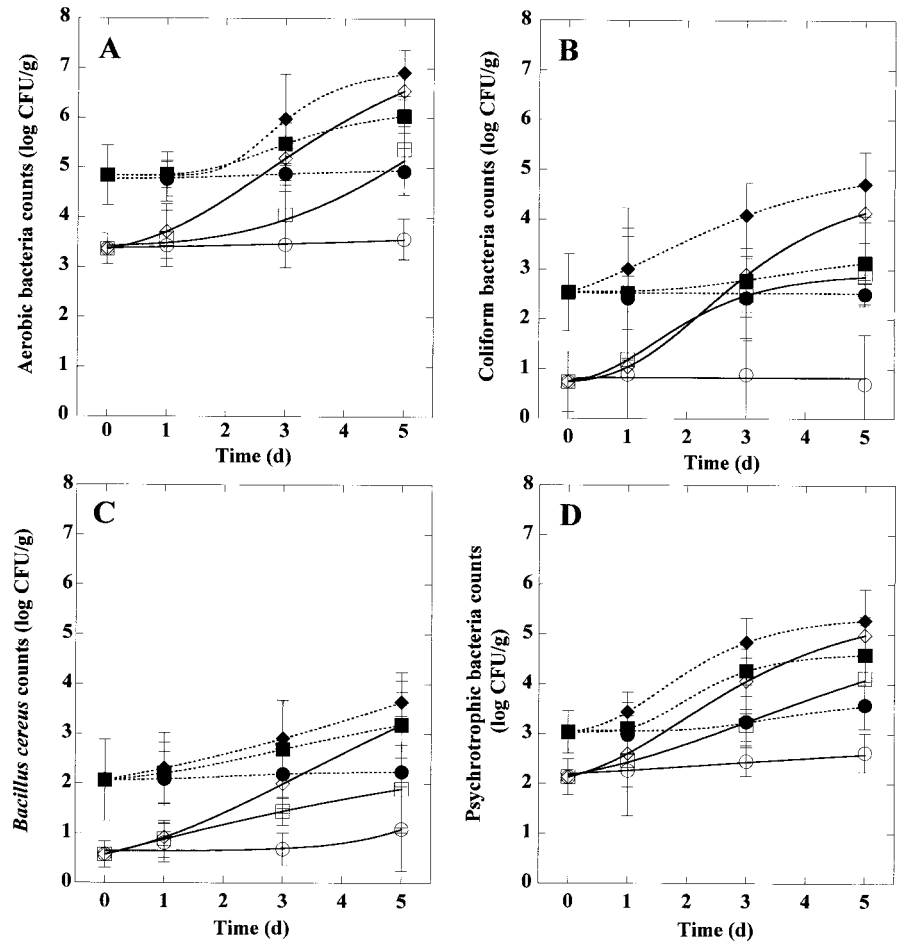 A
Aerobic bacteria counts (log CFU/g)
8
7
6
5
4
3
2
1
0
0 1 2 3 4 5
Time (d)
B
Coliform bacteria counts (log CFU/g)
8
7
6
5
4
3
2
1
0
0 1 2 3 4 5
Time (d)
C
Bacillus cereus counts (log CFU/g)
8
7
6
5
4
3
2
1
0
0 1 2 3 4 5
Time (d)
D
Psychrotrophic bacteria counts
(log CFU/g)
8
7
6
5
4
3
2
1
0
0 1 2 3 4 5
Time (d)